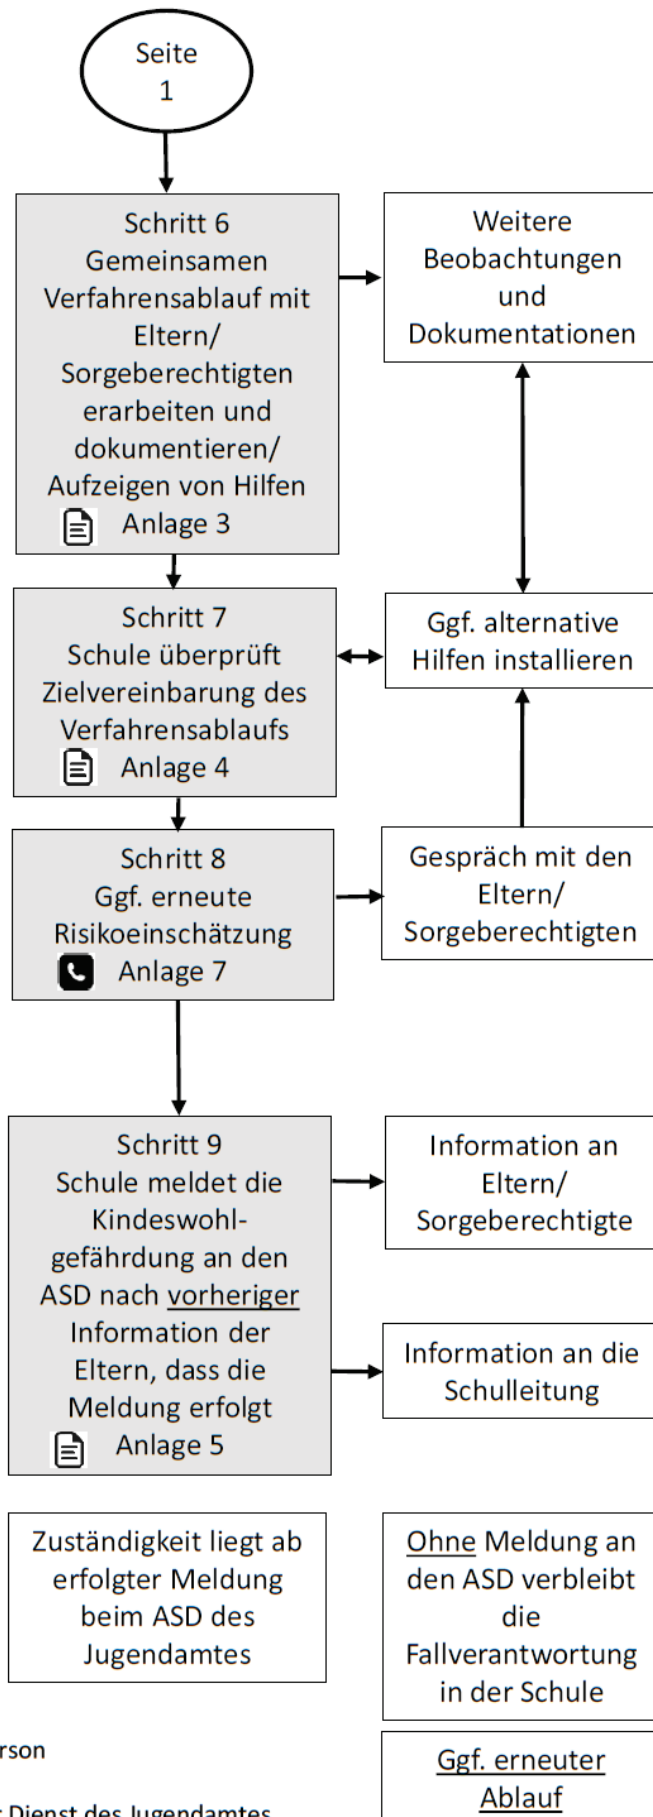 Seite
1
Schritt 6
Gemeinsamen
Verfahrensablauf mit
Eltern/
Sorgeberechtigten
erarbeiten und
dokumentieren/
Aufzeigen von Hilfen
Anlage 3
Weitere
Beobachtungen
und
Dokumentationen
Schritt 7
Schule überprüft
Zielvereinbarung des
Verfahrensablaufs
Anlage 4
Ggf. alternative
Hilfen installieren
Schritt 8
Ggf. erneute
Risikoeinschätzung
Anlage 7
Gespräch mit den
Eltern/
Sorgeberechtigten
Schritt 9
Schule meldet die
Kindeswohl-
gefährdung an den
ASD nach vorheriger
Information der
Eltern, dass die
Meldung erfolgt
Anlage 5
Information an
Eltern/
Sorgeberechtigte
Information an die
Schulleitung
Zuständigkeit liegt ab
erfolgter Meldung
beim ASD des
Jugendamtes
Ohne Meldung an
den ASD verbleibt
die
Fallverantwortung
in der Schule
Ggf. erneuter
Ablauf
rson
Dienst des Jugendamtes